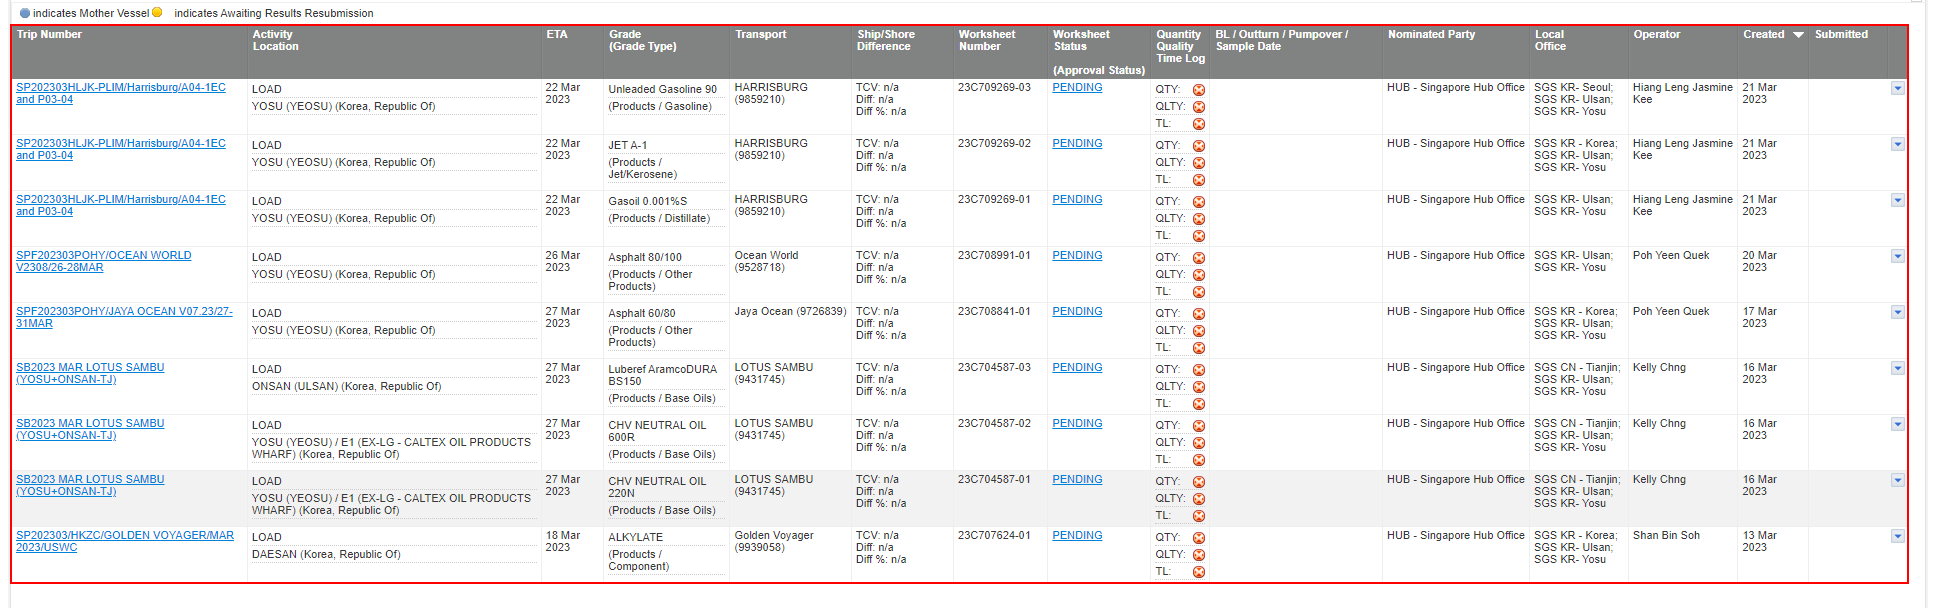 indicates Mother Vessel indicates Awaiting Results Resubmission
Trip Number
Activity
Location
ETA
Grade
(Grade Type)
Transport
Ship/Shore
Difference
Worksheet
Number
Worksheet
Status
(Approval Status)
Quantity
Quality
Time Log
BL / Outturn / Pumpover /
Sample Date
Nominated Party
Local
Office
Operator
Created
Submitted
SP202303HLJK-PLIM/Harrisburg/A04-1EC
and P03-04
LOAD
YOSU (YEOSU) (Korea, Republic Of)
22 Mar
2023
Unleaded Gasoline 90
(Products / Gasoline)
HARRISBURG
(9859210)
TCV: n/a
Diff: n/a
Diff %: n/a
23C709269-03
PENDING
QTY:
QLTY:
TL:
HUB - Singapore Hub Office
SGS KR- Seoul;
SGS KR- Ulsan;
SGS KR- Yosu
Hiang Leng Jasmine
Kee
21 Mar
2023
SP202303HLJK-PLIM/Harrisburg/A04-1EC
and P03-04
LOAD
YOSU (YEOSU) (Korea, Republic Of)
22 Mar
2023
JET A-1
(Products /
Jet/Kerosene)
HARRISBURG
(9859210)
TCV: n/a
Diff: n/a
Diff %: n/a
23C709269-02
PENDING
QTY:
QLTY:
TL:
HUB - Singapore Hub Office
SGS KR - Korea;
SGS KR- Ulsan;
SGS KR- Yosu
Hiang Leng Jasmine
Kee
21 Mar
2023
SP202303HLJK-PLIM/Harrisburg/A04-1EC
and P03-04
LOAD
YOSU (YEOSU) (Korea, Republic Of)
22 Mar
2023
Gasoil 0.001%S
(Products / Distillate)
HARRISBURG
(9859210)
TCV: n/a
Diff: n/a
Diff %: n/a
23C709269-01
PENDING
QTY:
QLTY:
TL:
HUB - Singapore Hub Office
SGS KR- Ulsan;
SGS KR- Yosu
Hiang Leng Jasmine
Kee
21 Mar
2023
SPF202303POHY/OCEAN WORLD
V2308/26-28MAR
LOAD
YOSU (YEOSU) (Korea, Republic Of)
26 Mar
2023
Asphalt 80/100
(Products / Other
Products)
Ocean World
(9528718)
TCV: n/a
Diff: n/a
Diff %: n/a
23C708991-01
PENDING
QTY:
QLTY:
TL:
HUB - Singapore Hub Office
SGS KR- Ulsan;
SGS KR- Yosu
Poh Yeen Quek
20 Mar
2023
SPF202303POHY/JAYA OCEAN V07.23/27-
31MAR
LOAD
YOSU (YEOSU) (Korea, Republic Of)
27 Mar
2023
Asphalt 60/80
(Products / Other
Products)
Jaya Ocean (9726839)
TCV: n/a
Diff: n/a
Diff %: n/a
23C708841-01
PENDING
QTY:
QLTY:
TL:
HUB - Singapore Hub Office
SGS KR - Korea;
SGS KR- Ulsan;
SGS KR- Yosu
Poh Yeen Quek
17 Mar
2023
SB2023 MAR LOTUS SAMBU
(YOSU+ONSAN-TJ)
LOAD
ONSAN (ULSAN) (Korea, Republic Of)
27 Mar
2023
Luberef AramcoDURA
BS150
(Products / Base Oils)
LOTUS SAMBU
(9431745)
TCV: n/a
Diff: n/a
Diff %: n/a
23C704587-03
PENDING
QTY:
QLTY:
TL:
HUB - Singapore Hub Office
SGS CN - Tianjin;
SGS KR- Ulsan;
SGS KR- Yosu
Kelly Chng
16 Mar
2023
SB2023 MAR LOTUS SAMBU
(YOSU+ONSAN-TJ)
LOAD
YOSU (YEOSU) / E1 (EX-LG - CALTEX OIL PRODUCTS
WHARF) (Korea, Republic Of)
27 Mar
2023
CHV NEUTRAL OIL
600R
(Products / Base Oils)
LOTUS SAMBU
(9431745)
TCV: n/a
Diff: n/a
Diff %: n/a
23C704587-02
PENDING
QTY:
QLTY:
TL:
HUB - Singapore Hub Office
SGS CN - Tianjin;
SGS KR- Ulsan;
SGS KR- Yosu
Kelly Chng
16 Mar
2023
SB2023 MAR LOTUS SAMBU
(YOSU+ONSAN-TJ)
LOAD
YOSU (YEOSU) / E1 (EX-LG - CALTEX OIL PRODUCTS
WHARF) (Korea, Republic Of)
27 Mar
2023
CHV NEUTRAL OIL
220N
(Products / Base Oils)
LOTUS SAMBU
(9431745)
TCV: n/a
Diff: n/a
Diff %: n/a
23C704587-01
PENDING
QTY:
QLTY:
TL:
HUB - Singapore Hub Office
SGS CN - Tianjin;
SGS KR- Ulsan;
SGS KR- Yosu
Kelly Chng
16 Mar
2023
SP202303/HKZC/GOLDEN VOYAGER/MAR
2023/USWC
LOAD
DAESAN (Korea, Republic Of)
18 Mar
2023
ALKYLATE
(Products /
Component)
Golden Voyager
(9939058)
TCV: n/a
Diff: n/a
Diff %: n/a
23C707624-01
PENDING
QTY:
QLTY:
TL:
HUB - Singapore Hub Office
SGS KR - Korea;
SGS KR- Ulsan;
SGS KR- Yosu
Shan Bin Soh
13 Mar
2023